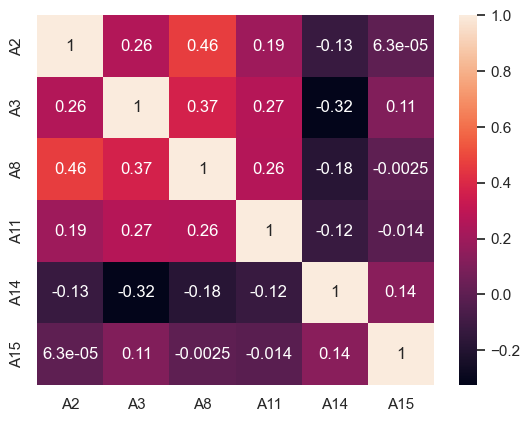 A2 1 0.26 0.46 0.19 -0.13 6.3e-05
A3 0.26 1 0.37 0.27 -0.32 0.11
A8 0.46 0.37 1 0.26 -0.18 -0.0025
A11 0.19 0.27 0.26 1 -0.12 -0.014
A14 -0.13 -0.32 -0.18 -0.12 1 0.14
A15 6.3e-05 0.11 -0.0025 -0.014 0.14 1
A2 A3 A8 A11 A14 A15
1.0
0.8
0.6
0.4
0.2
0.0
−0.2